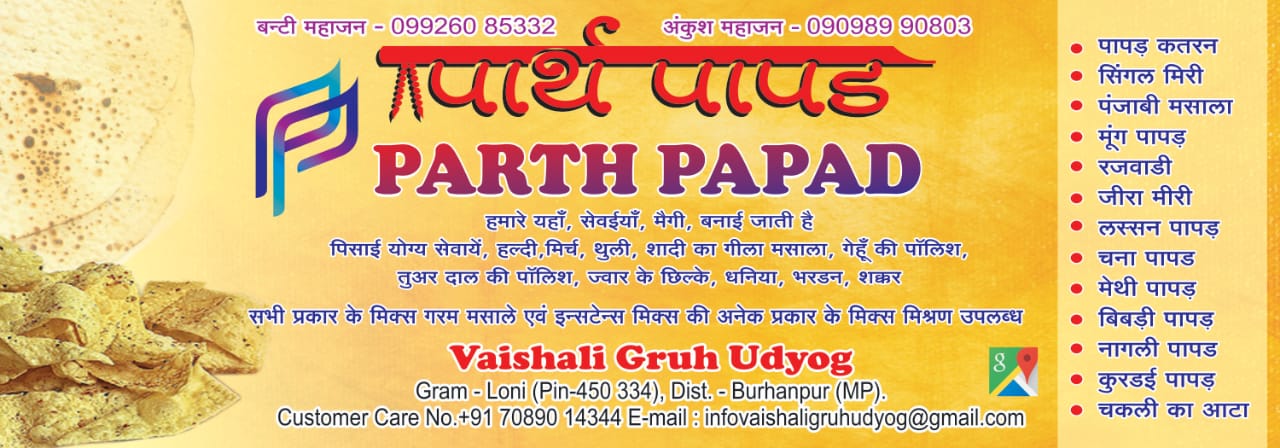 बन्टी महाजन - 099260 85332
अंकुश महाजन - 090989 90803
पार्थ पापड
PARTH PAPAD
हमारे यहाँ, सेवईयाँ, मैगी, बनाई जाती है
पिसाई योग्य सेवायें, हल्दी,मिर्च, थुली, शादी का गीला मसाला, गेहूँ की पॉलिश,
तुअर दाल की पॉलिश, ज्वार के छिल्के, धनिया, भरडन, शक्कर
सभी प्रकार के मिक्स गरम मसाले एवं इन्सटेन्स मिक्स की अनेक प्रकार के मिक्स मिश्रण उपलब्ध
Vaishali Gruh Udyog
Gram - Loni (Pin-450 334), Dist. - Burhanpur (MP).
Customer Care No.+91 70890 14344 E-mail : infovaishaligruhudyog@gmail.com
g
• पापड़ कतरन
• सिंगल मिरी
• पंजाबी मसाला
• मूंग पापड़
• रजवाडी
• जीरा मीरी
• लस्सन पापड़
• चना पापड
• मेथी पापड़
• बिबड़ी पापड़
• नागली पापड
• कुरडई पापड़
• चकली का आटा